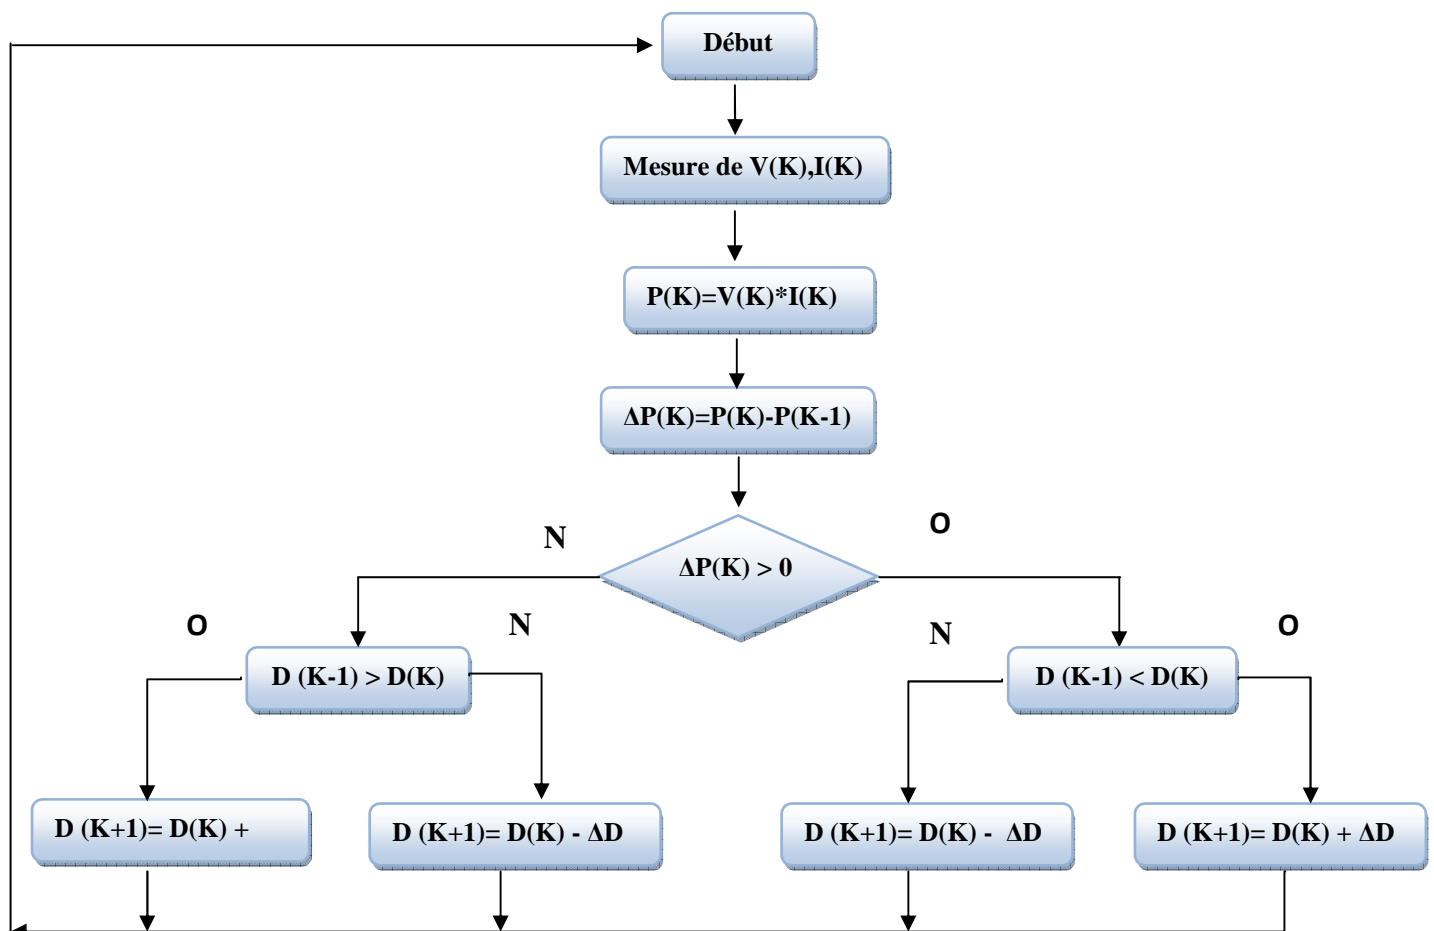 Début
Mesure de V(K),I(K)
P(K)=V(K)*I(K)
ΔP(K)=P(K)-P(K-1)
N
O
ΔP(K) > 0
O
N
N
O
D (K-1) > D(K)
D (K-1) < D(K)
D (K+1)= D(K) +
D (K+1)= D(K) - ΔD
D (K+1)= D(K) - ΔD
D (K+1)= D(K) + ΔD